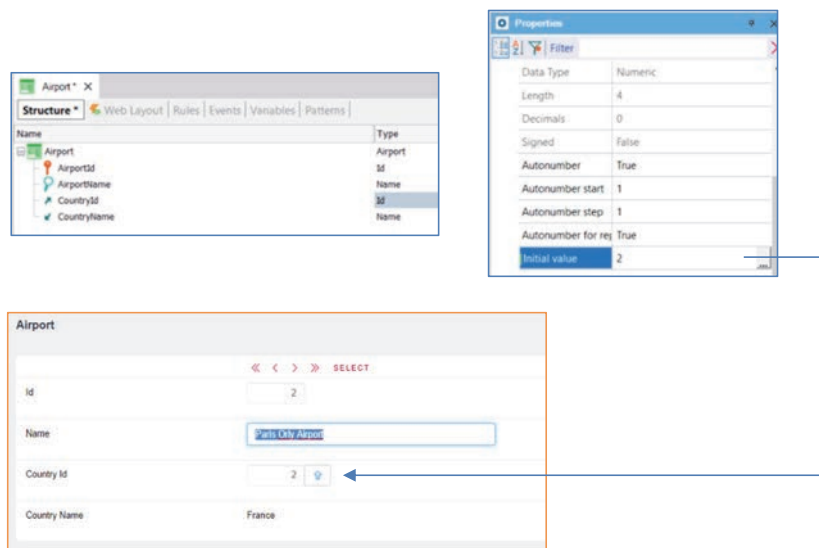 Properties
Filter
Data Type Numeric
Length 4
Decimals 0
Signed False
Autonumber True
Autonumber start 1
Autonumber step 1
Autonumber for rep True
Initial value 2 ...
Airport * X
Structure * Web Layout Rules Events Variables Patterns
Name Type
Airport Airport
AirportId Id
AirportName Name
CountryId Id
CountryName Name
Airport
SELECT
Id 2
Name Paris Orly Airport
Country Id 2
Country Name France